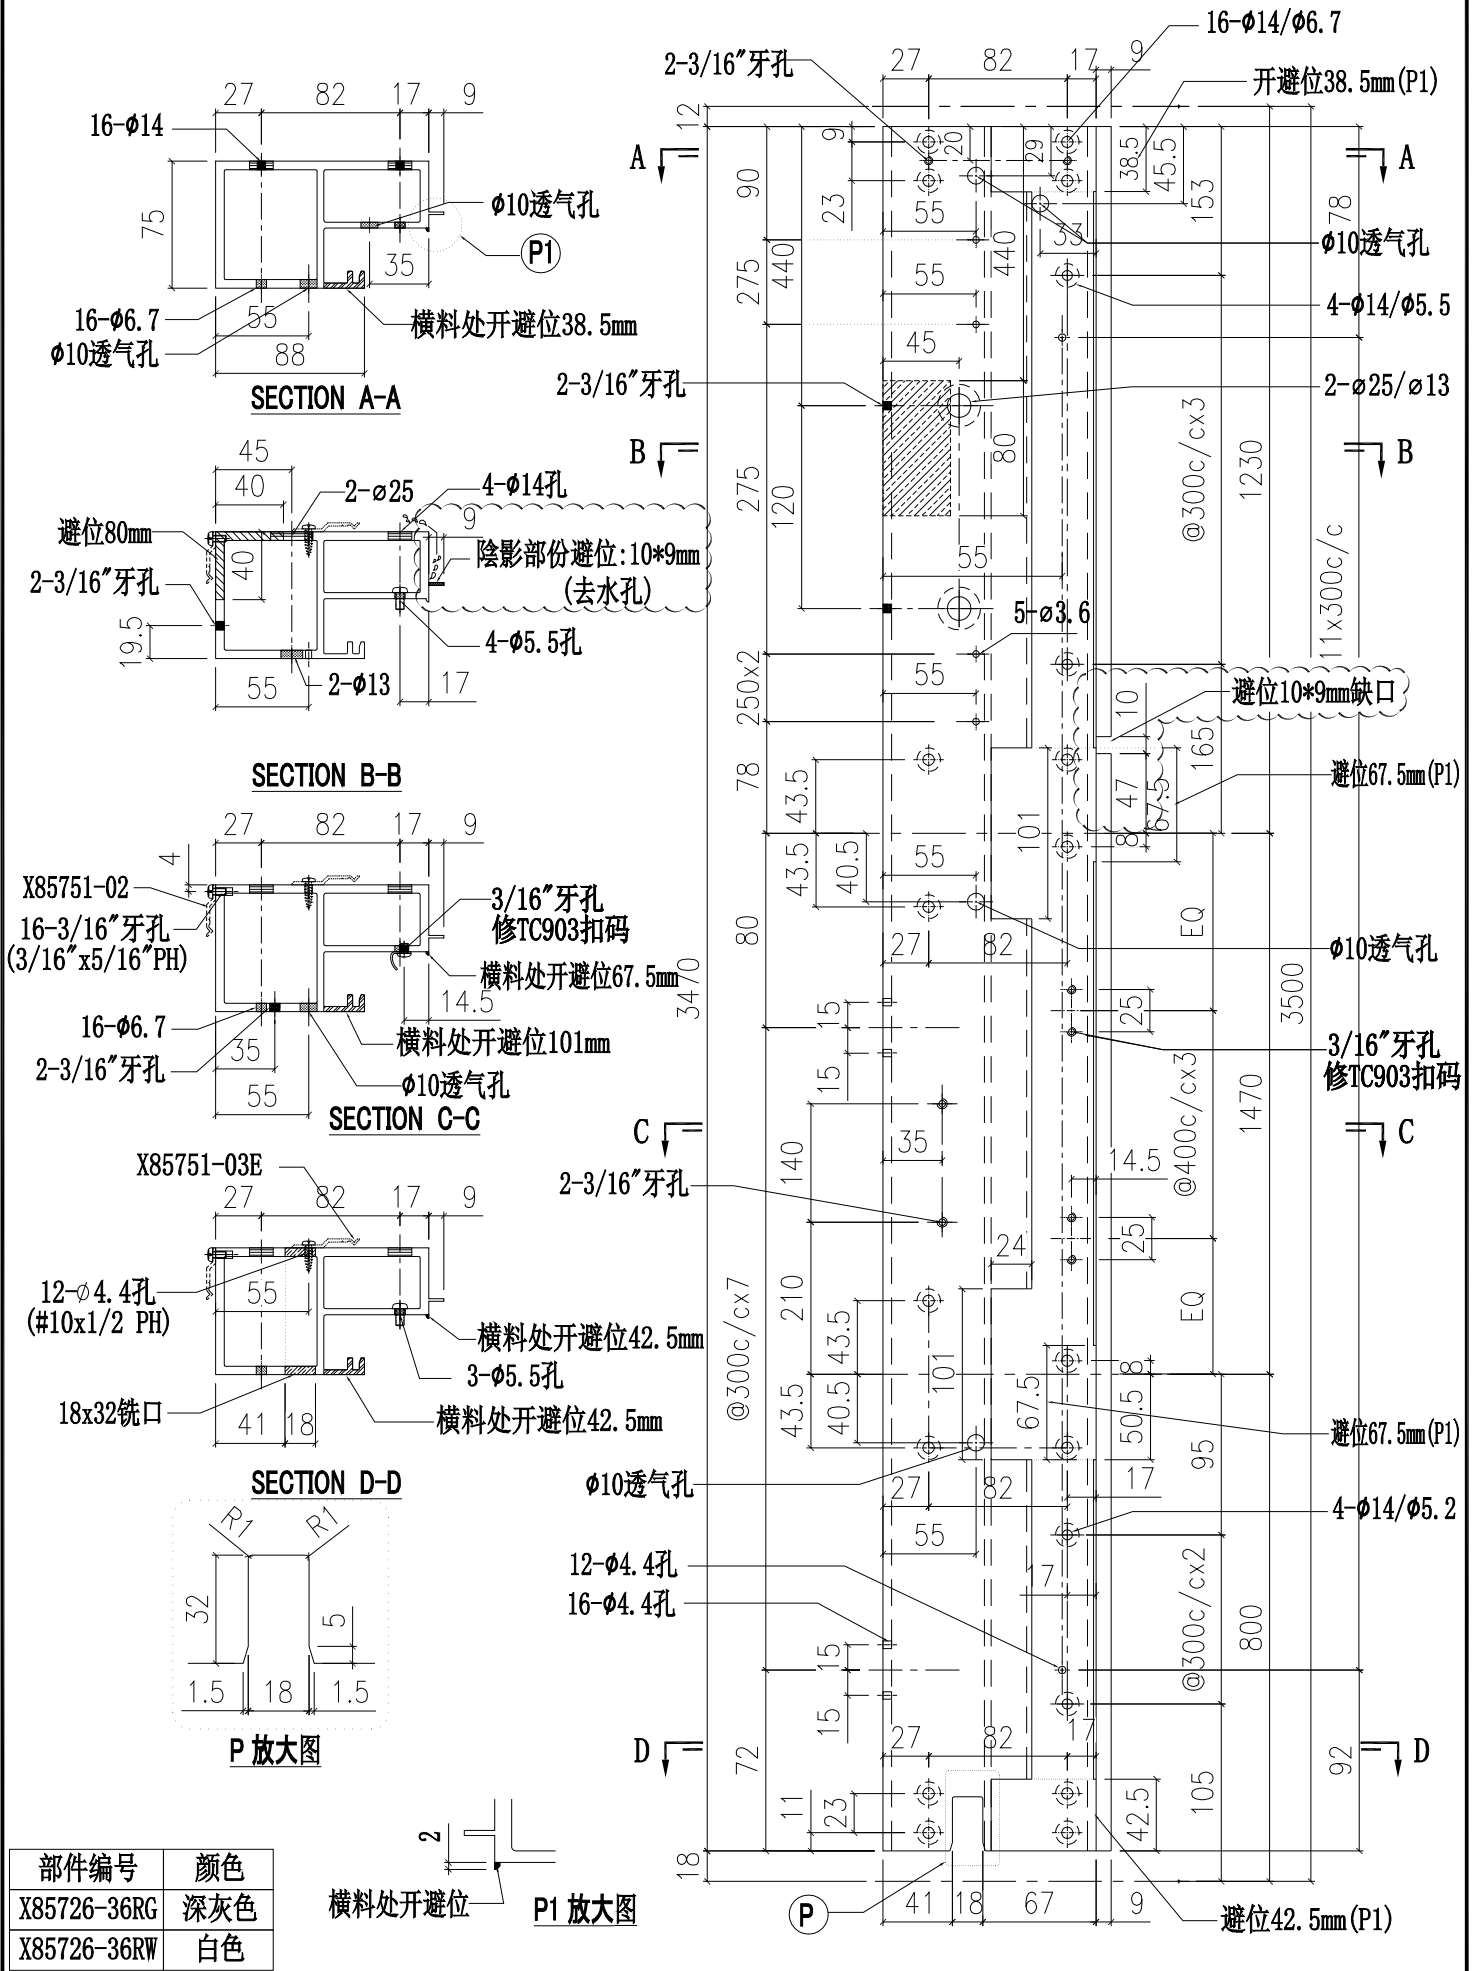 27
82
17
9
16-ϕ14
75
ϕ10透气孔
P1
35
16-ϕ6.7
55
横料处开避位38.5mm
ϕ10透气孔
88
SECTION A-A
45
40
2-⌀25
4-ϕ14孔
9
避位80mm
40
陰影部份避位:10*9mm
(去水孔)
2-3/16"牙孔
19.5
4-ϕ5.5孔
55
2-ϕ13
17
SECTION B-B
27
82
17
9
4
X85751-02
3/16"牙孔
修TC903扣码
16-3/16"牙孔
(3/16"x5/16"PH)
横料处开避位67.5mm
14.5
16-ϕ6.7
35
横料处开避位101mm
2-3/16"牙孔
55
ϕ10透气孔
SECTION C-C
X85751-03E
27
82
17
9
12-∅4.4孔
(#10x1/2 PH)
55
横料处开避位42.5mm
3-ϕ5.5孔
18x32铣口
41
18
横料处开避位42.5mm
SECTION D-D
R1
R1
32
5
1.5
18
1.5
P 放大图
2
横料处开避位
P1 放大图
部件编号 颜色
X85726-36RG 深灰色
X85726-36RW 白色
16-ϕ14/ϕ6.7
2-3/16"牙孔
27
82
17
9
开避位38.5mm(P1)
12
A
A
9
20
29
38.5
45.5
153
78
90
23
55
33
ϕ10透气孔
440
440
275
55
4-ϕ14/ϕ5.5
45
2-3/16"牙孔
2-⌀25/⌀13
@300c/cx3
B
B
80
1230
275
120
55
11x300c/c
5-⌀3.6
250x2
55
避位10*9mm缺口
10
165
78
43.5
避位67.5mm(P1)
47
67.5
101
8
43.5
40.5
55
EQ
80
27
82
ϕ10透气孔
3470
3500
15
25
3/16"牙孔
修TC903扣码
15
@400c/cx3
1470
C
C
140
35
14.5
2-3/16"牙孔
24
25
210
EQ
@300c/cx7
43.5
101
8
67.5
43.5
40.5
50.5
避位67.5mm(P1)
95
ϕ10透气孔
27
82
17
4-ϕ14/ϕ5.2
55
12-ϕ4.4孔
17
16-ϕ4.4孔
@300c/cx2
800
15
15
27
82
17
D
D
72
92
11
23
105
42.5
18
P
41
18
67
9
避位42.5mm(P1)